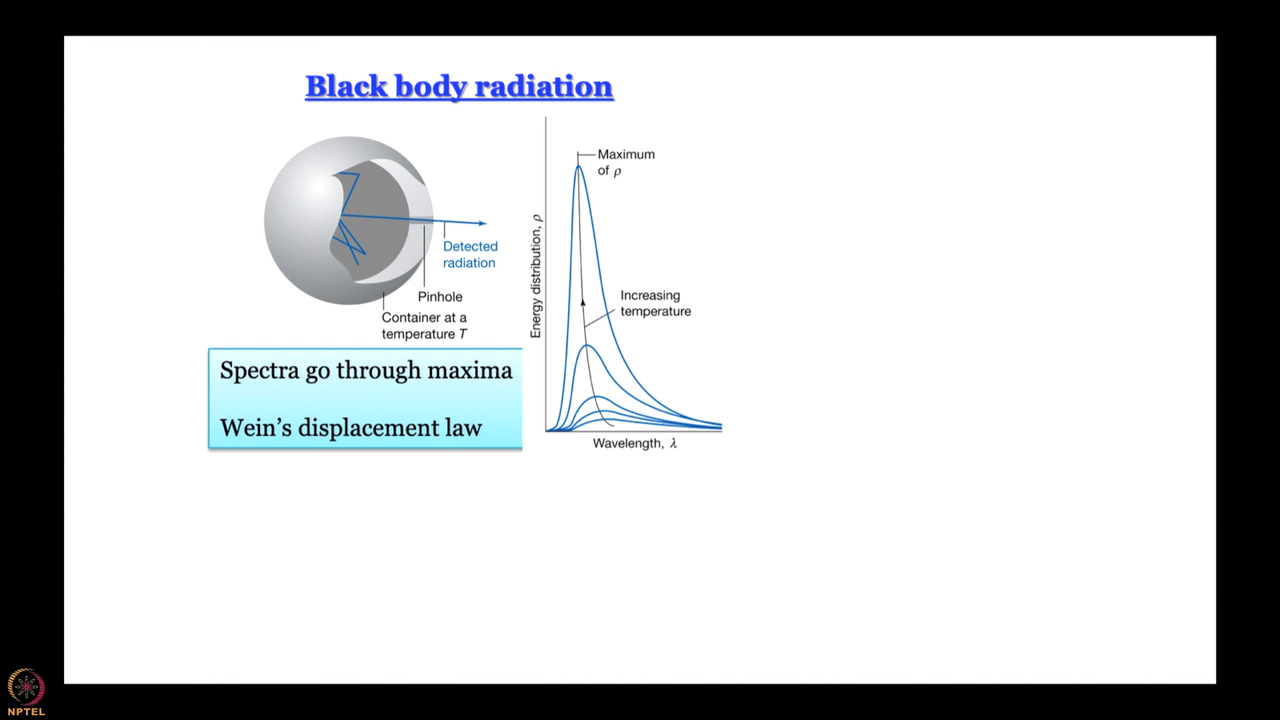 Black body radiation
Detected
radiation
Pinhole
Container at a
temperature T
Maximum
of ρ
Increasing
temperature
Energy distribution, ρ
Wavelength, λ
Spectra go through maxima
Wein's displacement law
NPTEL